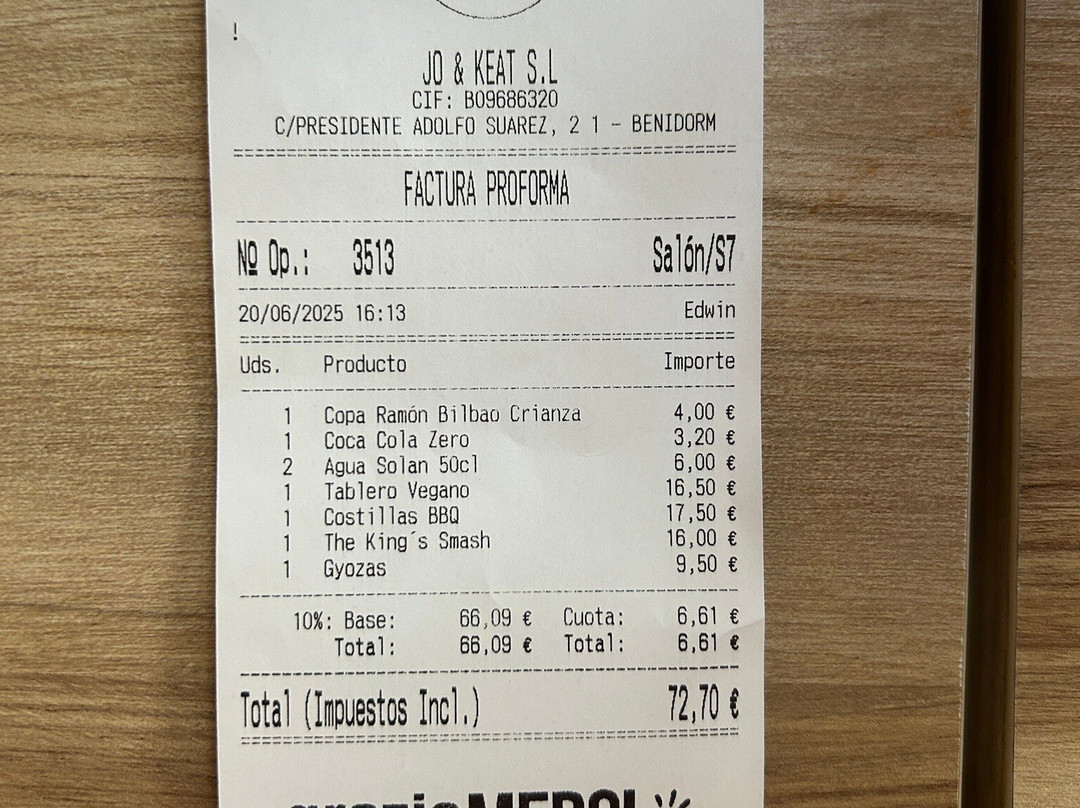 !
JO & KEAT S.L
CIF: B09686320
C/PRESIDENTE ADOLFO SUAREZ, 2 1 - BENIDORM
FACTURA PROFORMA
Nº Op.: 3513 Salón/S7
20/06/2025 16:13 Edwin
Uds. Producto Importe
1 Copa Ramón Bilbao Crianza 4,00 €
1 Coca Cola Zero 3,20 €
2 Agua Solan 50cl 6,00 €
1 Tablero Vegano 16,50 €
1 Costillas BBQ 17,50 €
1 The King´s Smash 16,00 €
1 Gyozas 9,50 €
10%: Base: 66,09 € Cuota: 6,61 €
Total: 66,09 € Total: 6,61 €
Total (Impuestos Incl.) 72,70 €